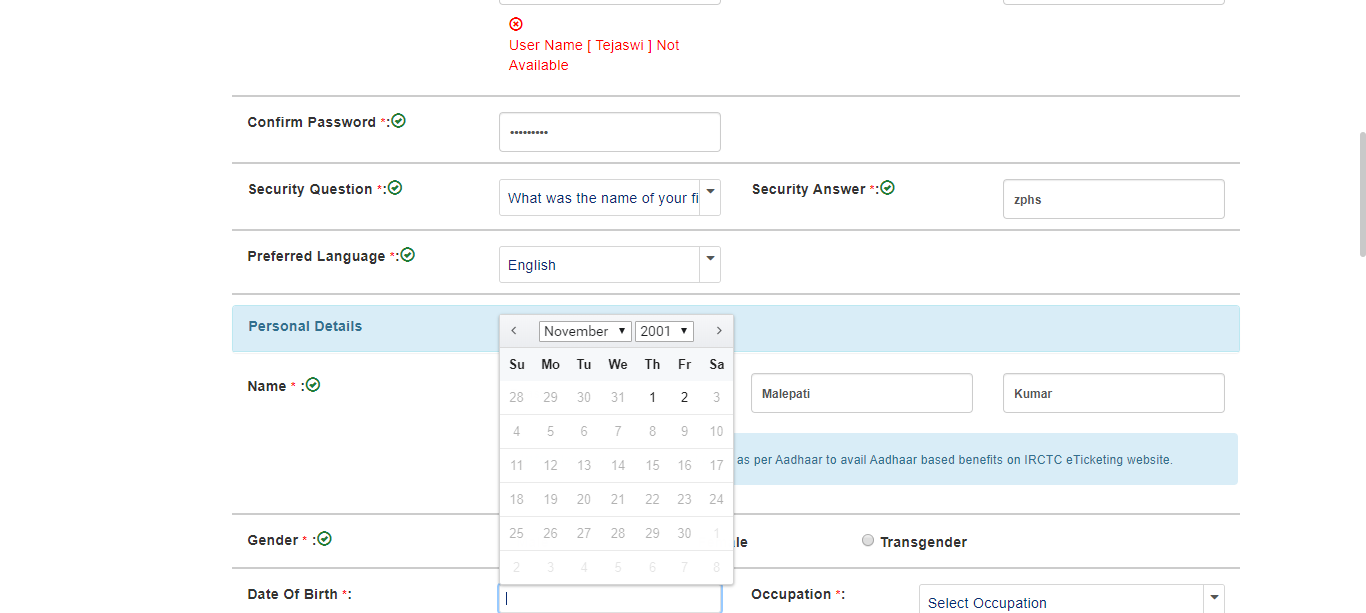 User Name [ Tejaswi ] Not
Available
Confirm Password *:
•••••••••
Security Question *:
What was the name of your fi
Security Answer *:
zphs
Preferred Language *:
English
Personal Details
November 2001
Su Mo Tu We Th Fr Sa
28 29 30 31 1 2 3
4 5 6 7 8 9 10
11 12 13 14 15 16 17
18 19 20 21 22 23 24
25 26 27 28 29 30 1
2 3 4 5 6 7 8
Name * :
Malepati
Kumar
as per Aadhaar to avail Aadhaar based benefits on IRCTC eTicketing website.
Gender * :
le
Transgender
Date Of Birth *:
Occupation *:
Select Occupation